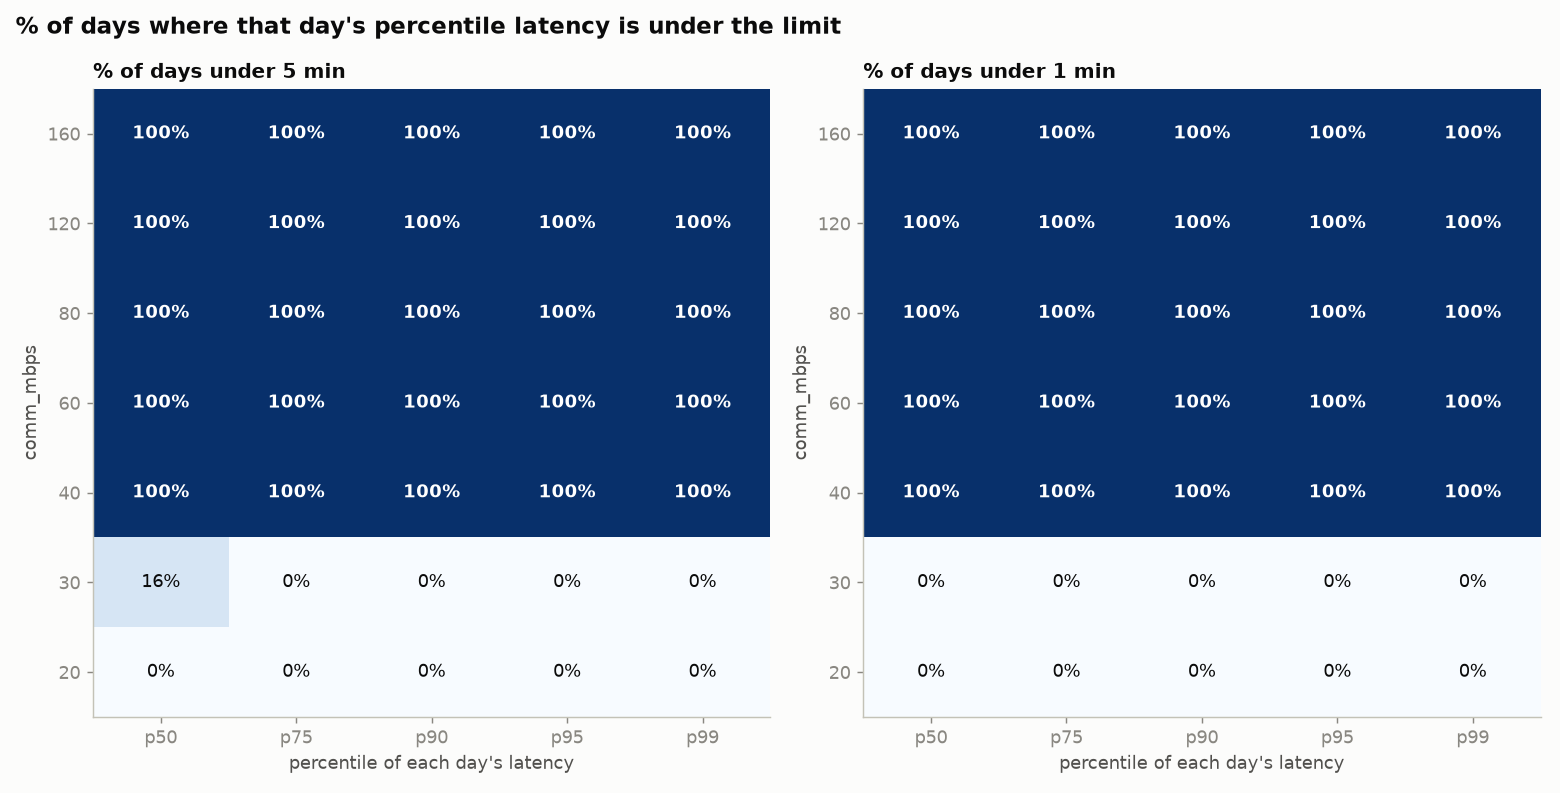 % of days where that day's percentile latency is under the limit
% of days under 5 min
160 100% 100% 100% 100% 100%
120 100% 100% 100% 100% 100%
80 100% 100% 100% 100% 100%
60 100% 100% 100% 100% 100%
40 100% 100% 100% 100% 100%
30 16% 0% 0% 0% 0%
20 0% 0% 0% 0% 0%
comm_mbps
p50 p75 p90 p95 p99
percentile of each day's latency
% of days under 1 min
160 100% 100% 100% 100% 100%
120 100% 100% 100% 100% 100%
80 100% 100% 100% 100% 100%
60 100% 100% 100% 100% 100%
40 100% 100% 100% 100% 100%
30 0% 0% 0% 0% 0%
20 0% 0% 0% 0% 0%
comm_mbps
p50 p75 p90 p95 p99
percentile of each day's latency